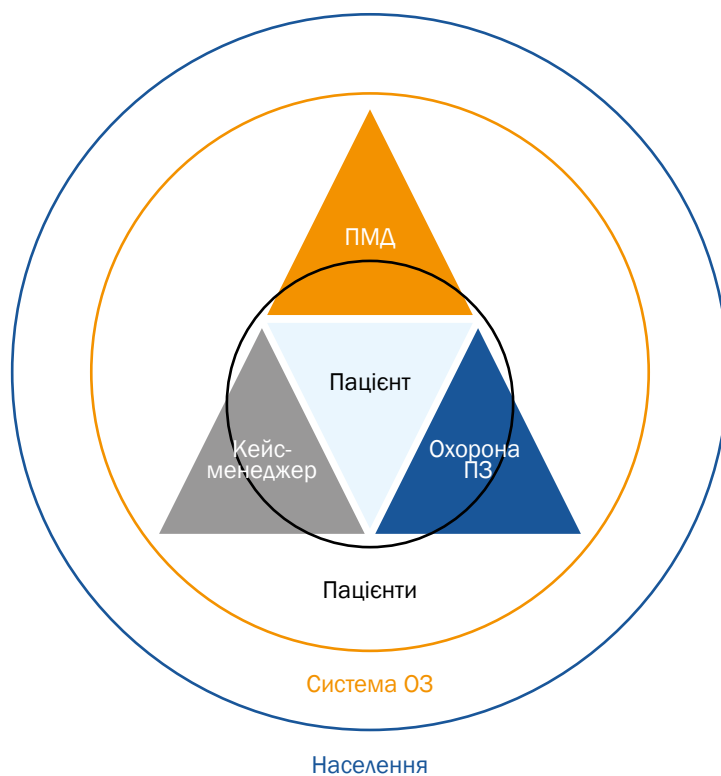 ПМД
Пацієнт
Кейс-
менеджер
Охорона
ПЗ
Пацієнти
Система ОЗ
Населення